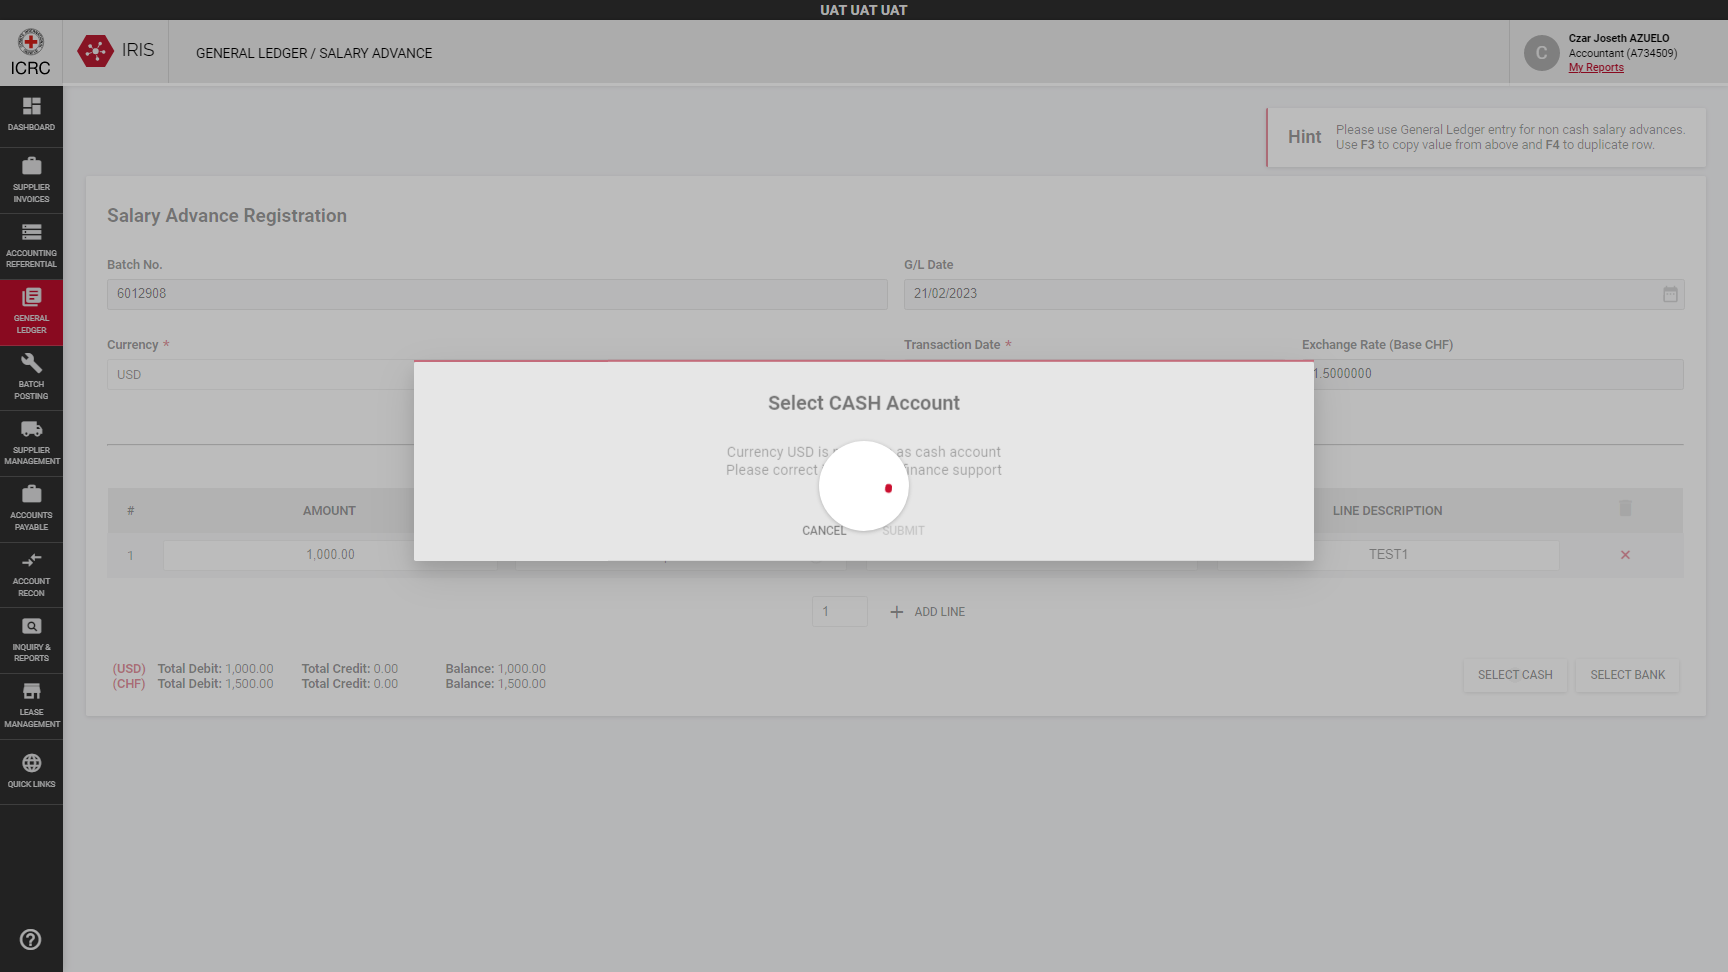 UAT UAT UAT
ICRC
IRIS
GENERAL LEDGER / SALARY ADVANCE
C
Czar Joseth AZUELO
Accountant (A734509)
My Reports
DASHBOARD
SUPPLIER
INVOICES
ACCOUNTING
REFERENTIAL
GENERAL
LEDGER
BATCH
POSTING
SUPPLIER
MANAGEMENT
ACCOUNTS
PAYABLE
ACCOUNT
RECON
INQUIRY &
REPORTS
LEASE
MANAGEMENT
QUICK LINKS
Hint
Please use General Ledger entry for non cash salary advances.
Use F3 to copy value from above and F4 to duplicate row.
Salary Advance Registration
Batch No.
6012908
G/L Date
21/02/2023
Currency *
USD
Transaction Date *
Exchange Rate (Base CHF)
1.5000000
Select CASH Account
Currency USD is as cash account
Please correct finance support
CANCEL
SUBMIT
# AMOUNT LINE DESCRIPTION
1 1,000.00 TEST1
1 + ADD LINE
(USD) Total Debit: 1,000.00 Total Credit: 0.00 Balance: 1,000.00
(CHF) Total Debit: 1,500.00 Total Credit: 0.00 Balance: 1,500.00
SELECT CASH
SELECT BANK